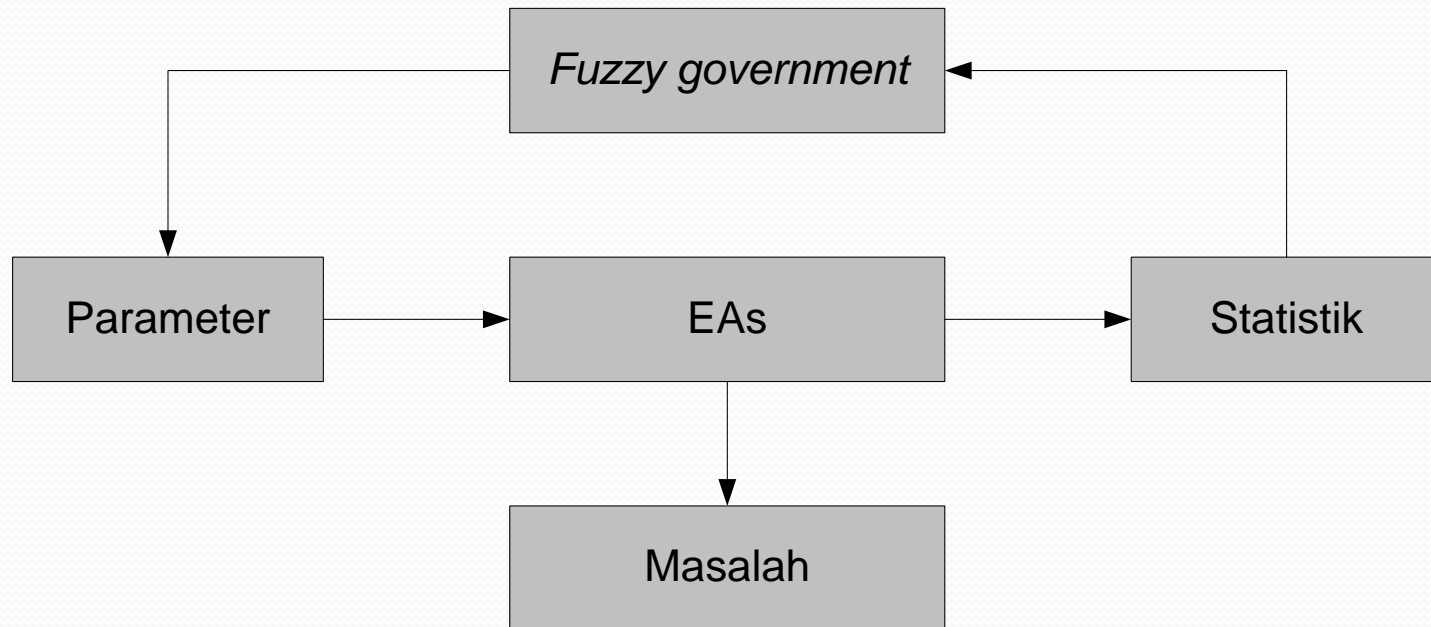 Fuzzy government
Parameter
EAs
Statistik
Masalah